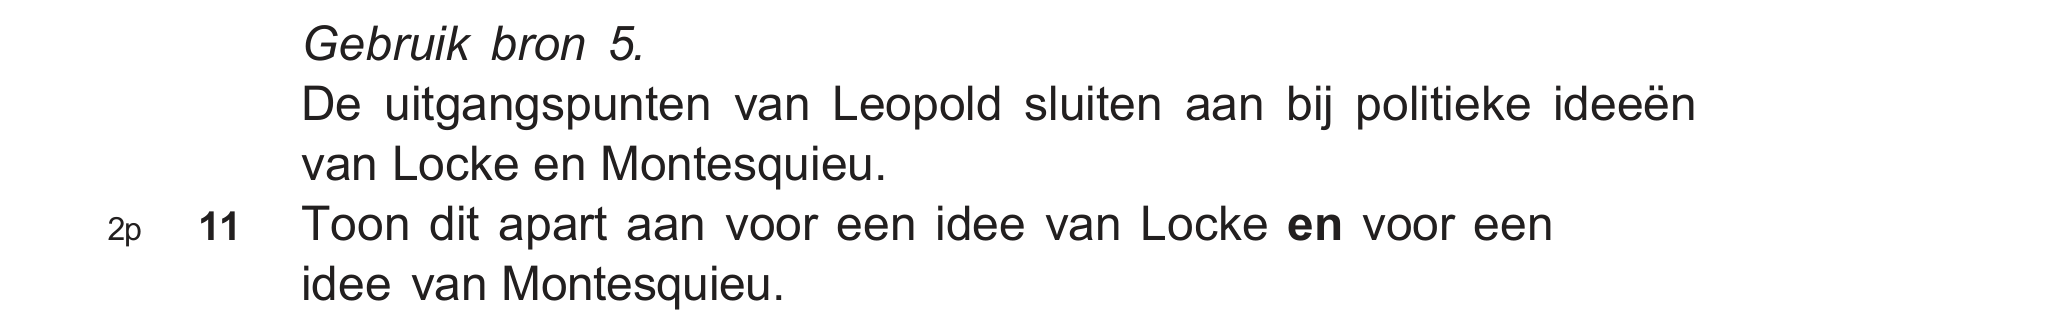 Gebruik bron 5.
De uitgangspunten van Leopold sluiten aan bij politieke ideeën
van Locke en Montesquieu.
2p 11 Toon dit apart aan voor een idee van Locke en voor een
idee van Montesquieu.